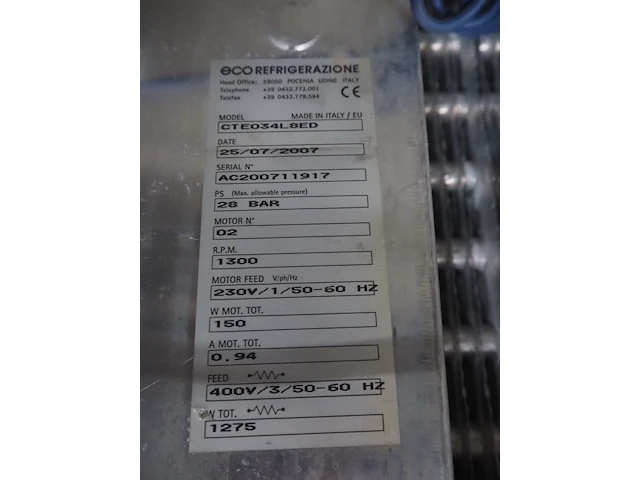 ECO REFRIGERAZIONE
Head Office: 33050 POCENIA UDINE ITALY
Telephone +39 0432.772.001
Telefax +39 0432.779.594
CE
MODEL MADE IN ITALY / EU
CTE034L8ED
DATE
25/07/2007
SERIAL N°
AC200711917
PS (Max. allowable pressure)
28 BAR
MOTOR N°
02
R.P.M.
1300
MOTOR FEED V/ph/Hz
230V/1/50-60 HZ
W MOT. TOT.
150
A MOT. TOT.
0.94
FEED
400V/3/50-60 HZ
W TOT.
1275